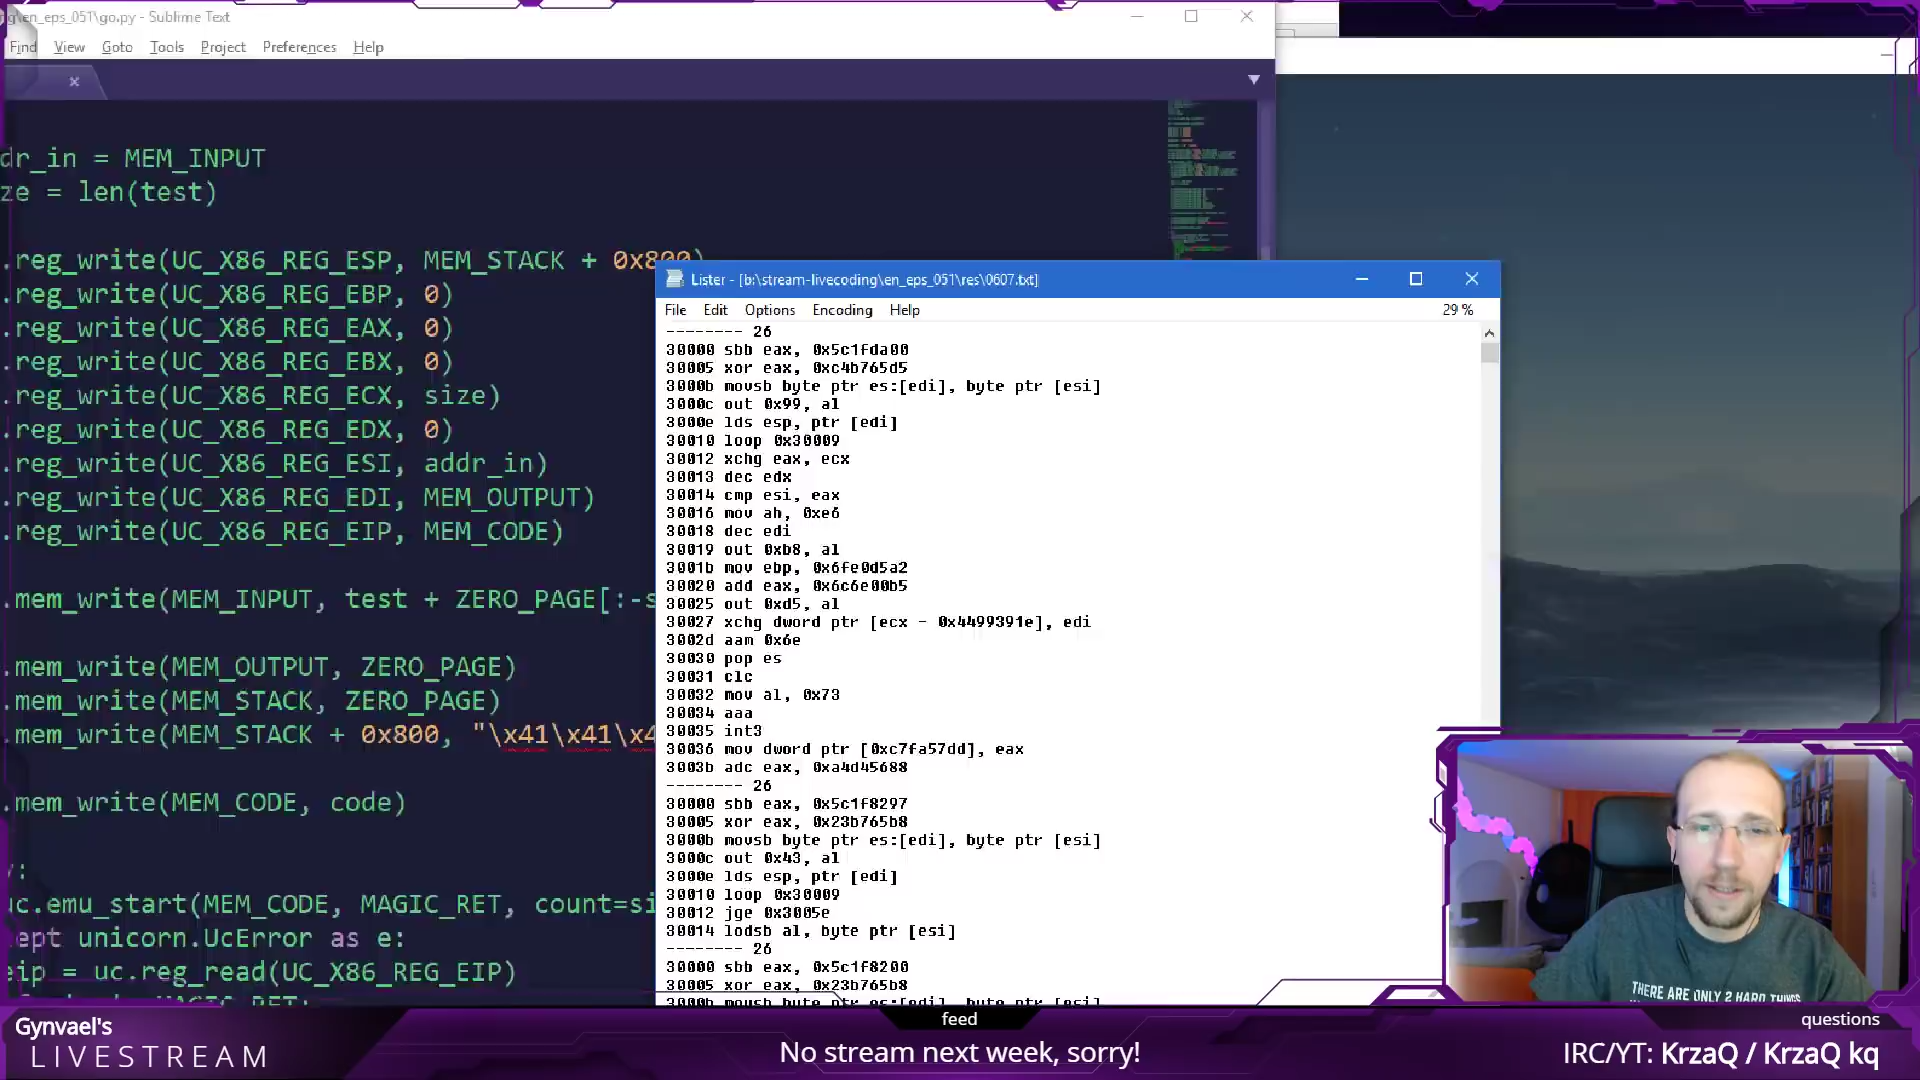 g\en_eps_051\go.py - Sublime Text
Find View Goto Tools Project Preferences Help
dr_in = MEM_INPUT
ze = len(test)
.reg_write(UC_X86_REG_ESP, MEM_STACK + 0x800)
.reg_write(UC_X86_REG_EBP, 0)
.reg_write(UC_X86_REG_EAX, 0)
.reg_write(UC_X86_REG_EBX, 0)
.reg_write(UC_X86_REG_ECX, size)
.reg_write(UC_X86_REG_EDX, 0)
.reg_write(UC_X86_REG_ESI, addr_in)
.reg_write(UC_X86_REG_EDI, MEM_OUTPUT)
.reg_write(UC_X86_REG_EIP, MEM_CODE)
.mem_write(MEM_INPUT, test + ZERO_PAGE[:-s
.mem_write(MEM_OUTPUT, ZERO_PAGE)
.mem_write(MEM_STACK, ZERO_PAGE)
.mem_write(MEM_STACK + 0x800, "\x41\x41\x4
.mem_write(MEM_CODE, code)
y:
uc.emu_start(MEM_CODE, MAGIC_RET, count=si
ept unicorn.UcError as e:
eip = uc.reg_read(UC_X86_REG_EIP)
Lister - [b:\stream-livecoding\en_eps_051\res\0607.txt]
File Edit Options Encoding Help 29 %
-------- 26
30000 sbb eax, 0x5c1fda00
30005 xor eax, 0xc4b765d5
3000b movsb byte ptr es:[edi], byte ptr [esi]
3000c out 0x99, al
3000e lds esp, ptr [edi]
30010 loop 0x30009
30012 xchg eax, ecx
30013 dec edx
30014 cmp esi, eax
30016 mov ah, 0xe6
30018 dec edi
30019 out 0xb8, al
3001b mov ebp, 0x6fe0d5a2
30020 add eax, 0x6c6e00b5
30025 out 0xd5, al
30027 xchg dword ptr [ecx - 0x4499391e], edi
3002d aam 0x6e
30030 pop es
30031 clc
30032 mov al, 0x73
30034 aaa
30035 int3
30036 mov dword ptr [0xc7fa57dd], eax
3003b adc eax, 0xa4d45688
-------- 26
30000 sbb eax, 0x5c1f8297
30005 xor eax, 0x23b765b8
3000b movsb byte ptr es:[edi], byte ptr [esi]
3000c out 0x43, al
3000e lds esp, ptr [edi]
30010 loop 0x30009
30012 jge 0x3005e
30014 lodsb al, byte ptr [esi]
-------- 26
30000 sbb eax, 0x5c1f8200
30005 xor eax, 0x23b765b8
3000b movsb byte ptr es:[edi], byte ptr [esi]
THERE ARE ONLY 2 HARD THINGS
Gynvael's
LIVESTREAM
feed
No stream next week, sorry!
questions
IRC/YT: KrzaQ / KrzaQ kq